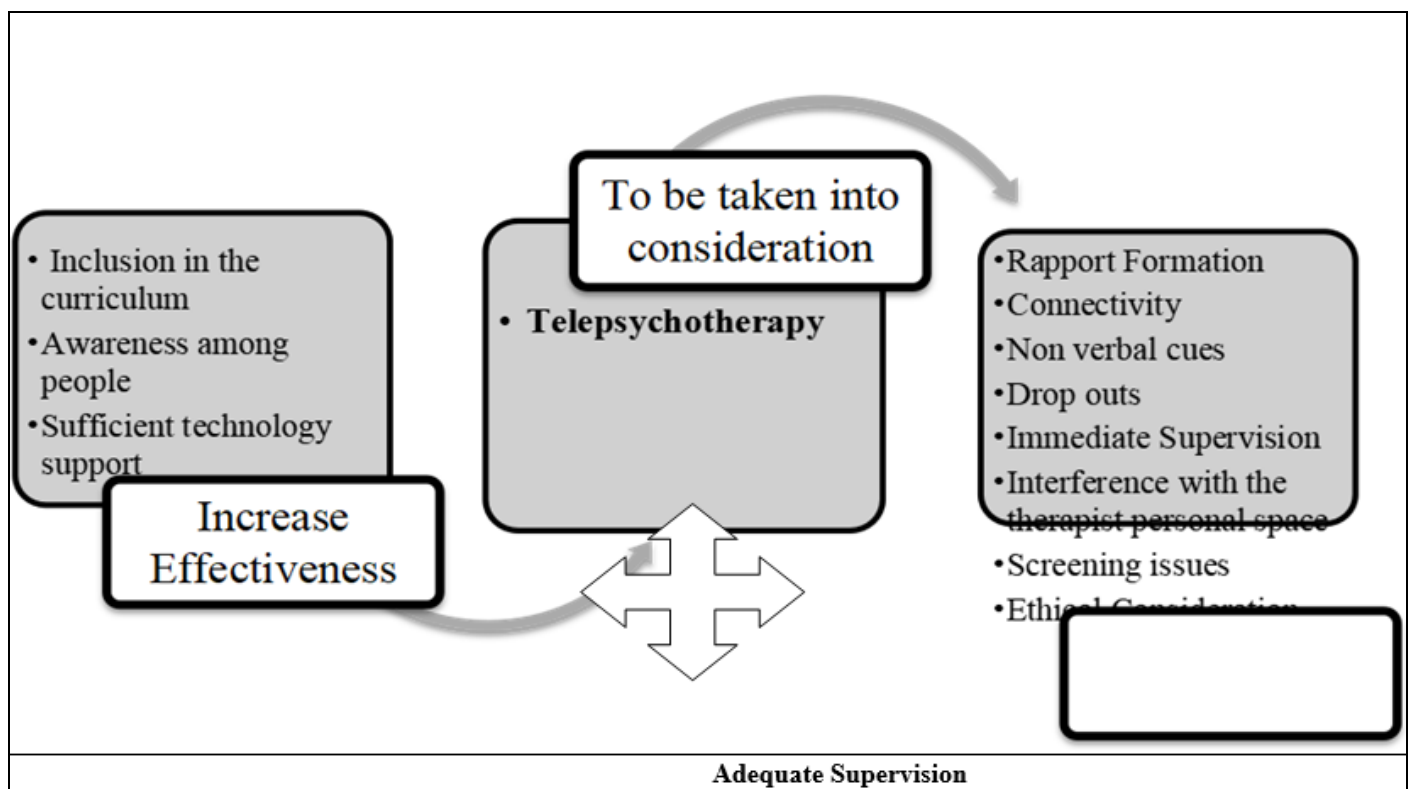 • Inclusion in the
curriculum
•Awareness among
people
•Sufficient technology
support
Increase
Effectiveness
To be taken into
consideration
• Telepsychotherapy
•Rapport Formation
•Connectivity
•Non verbal cues
•Drop outs
•Immediate Supervision
•Interference with the
therapist personal space
•Screening issues
•Ethical Consideration
Adequate Supervision